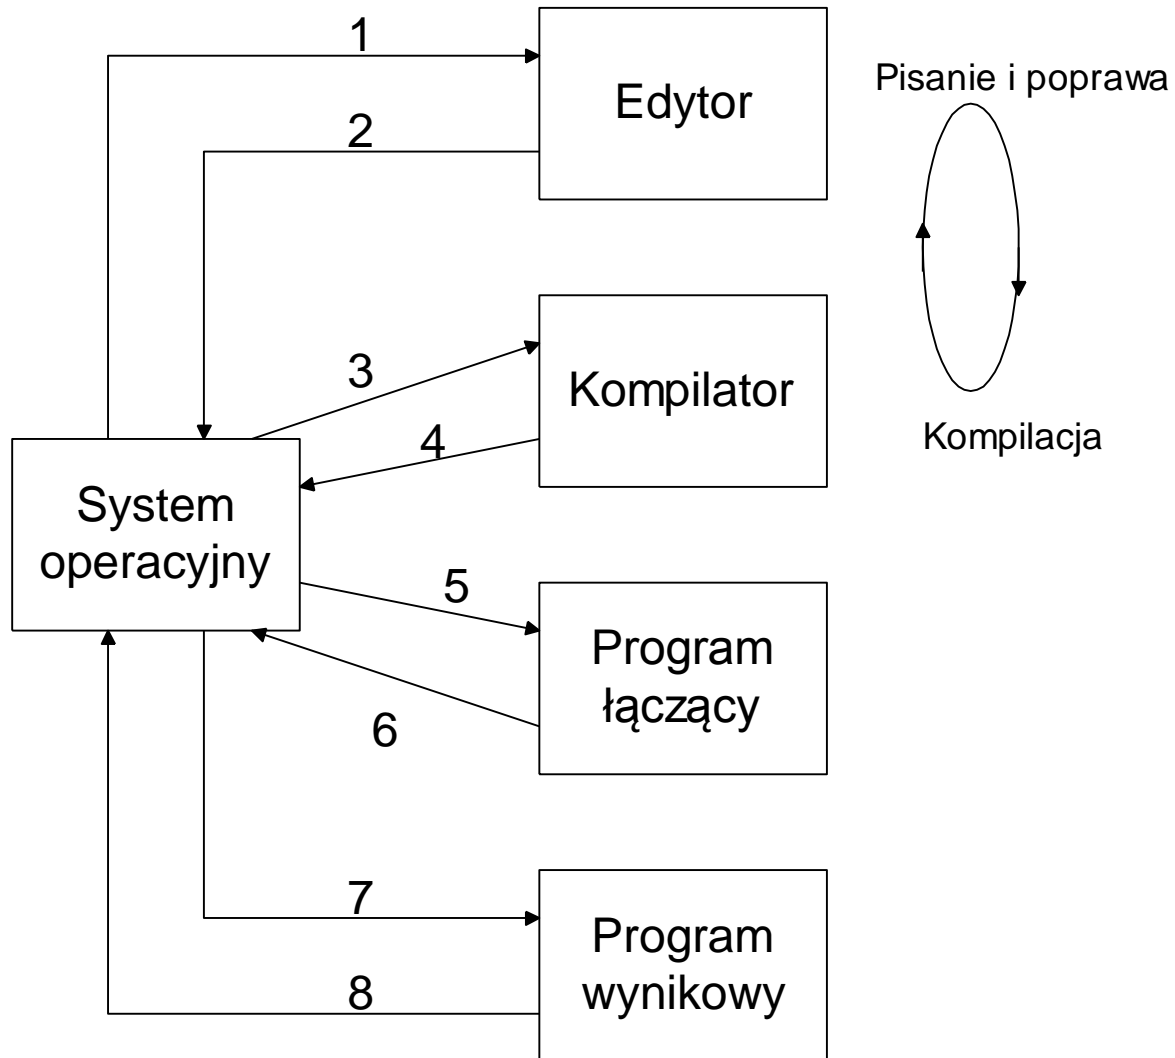 1
Edytor
Pisanie i poprawa
2
3
Kompilator
4
Kompilacja
System
operacyjny
5
Program
łączący
6
7
Program
wynikowy
8